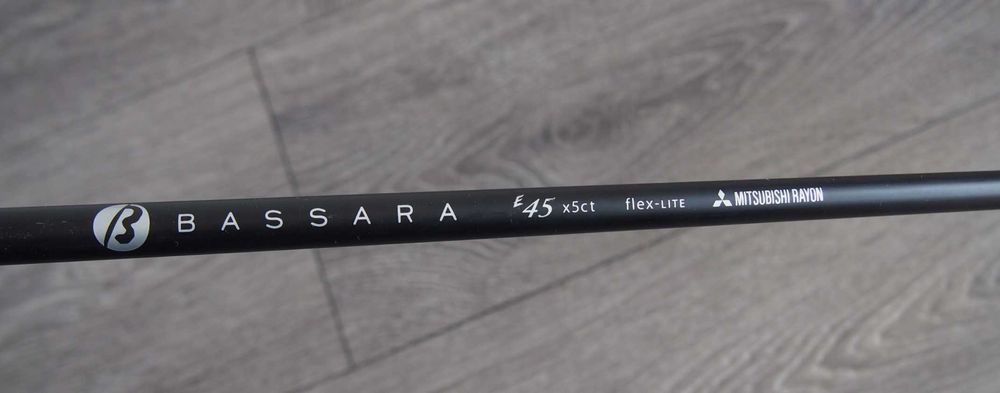 B BASSARA E45 x5ct flex-LITE MITSUBISHI RAYON